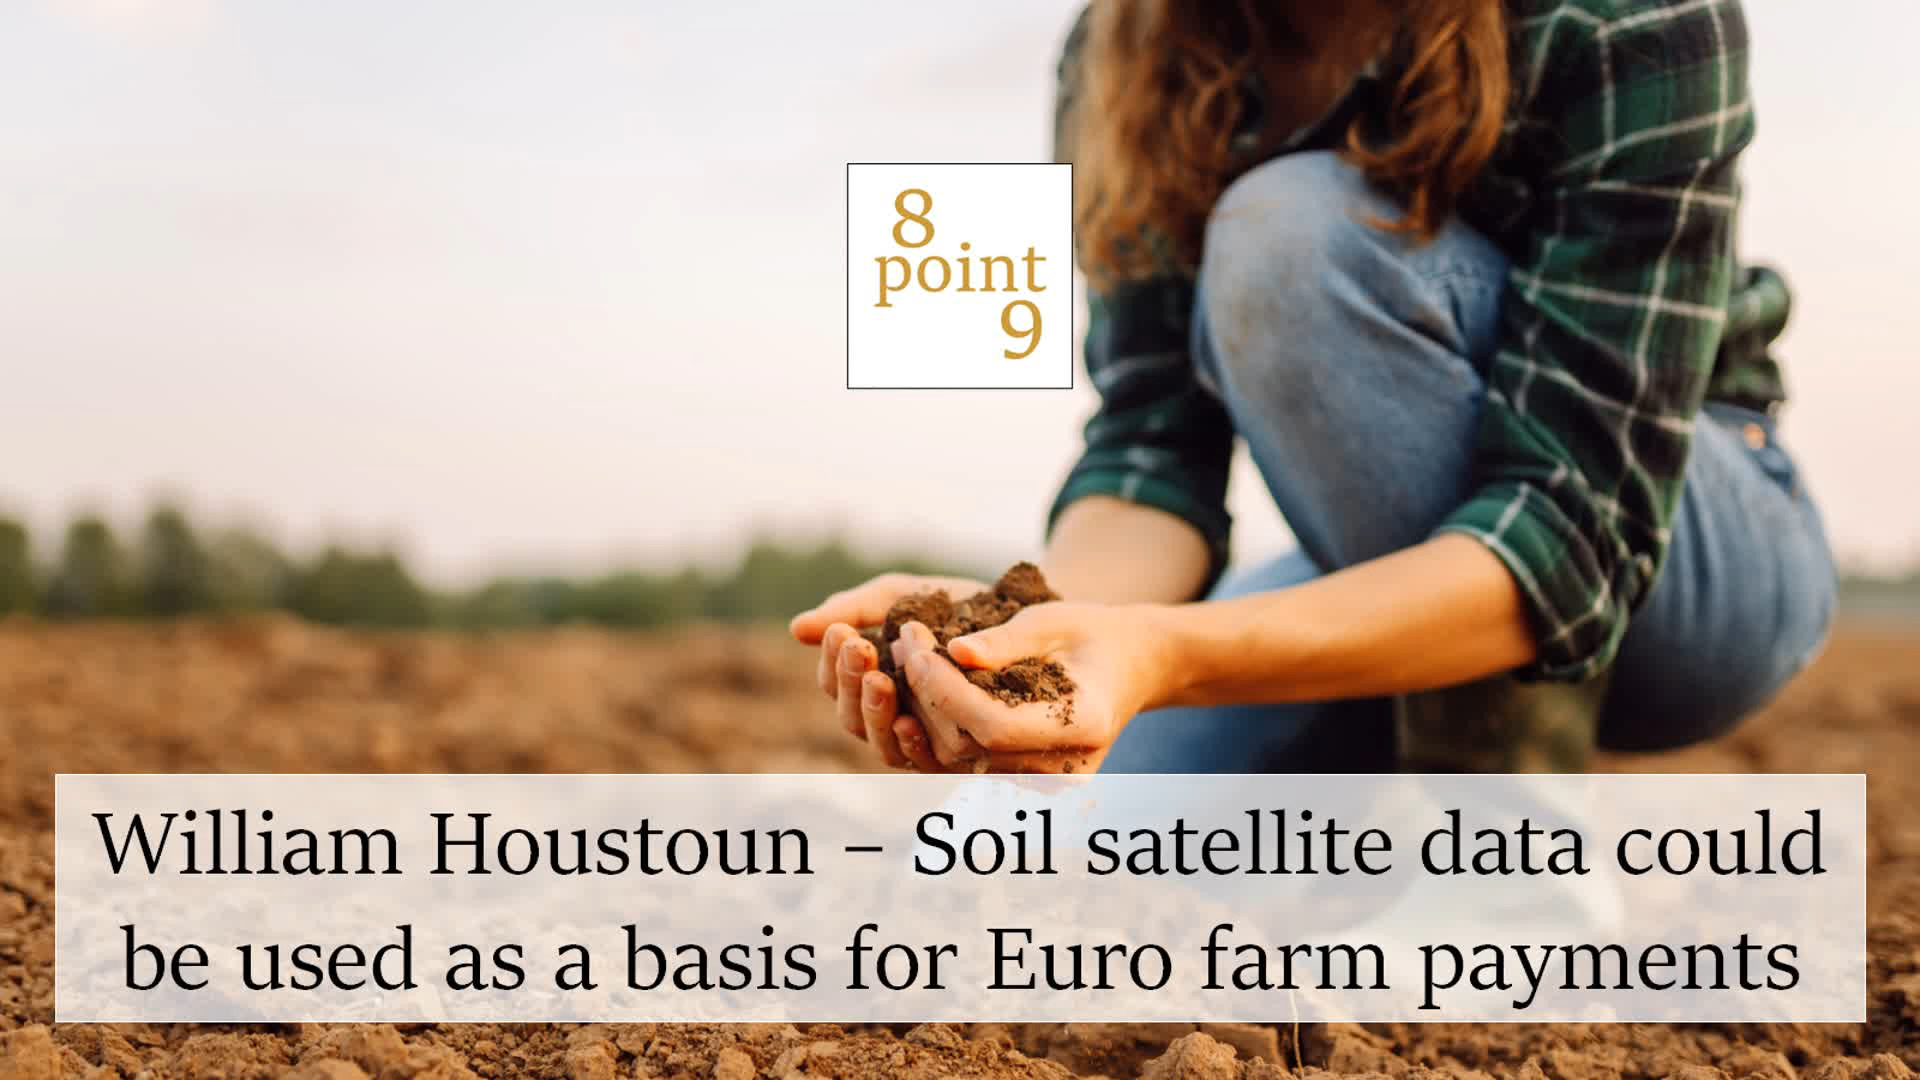 8
point
9
William Houstoun – Soil satellite data could
be used as a basis for Euro farm payments